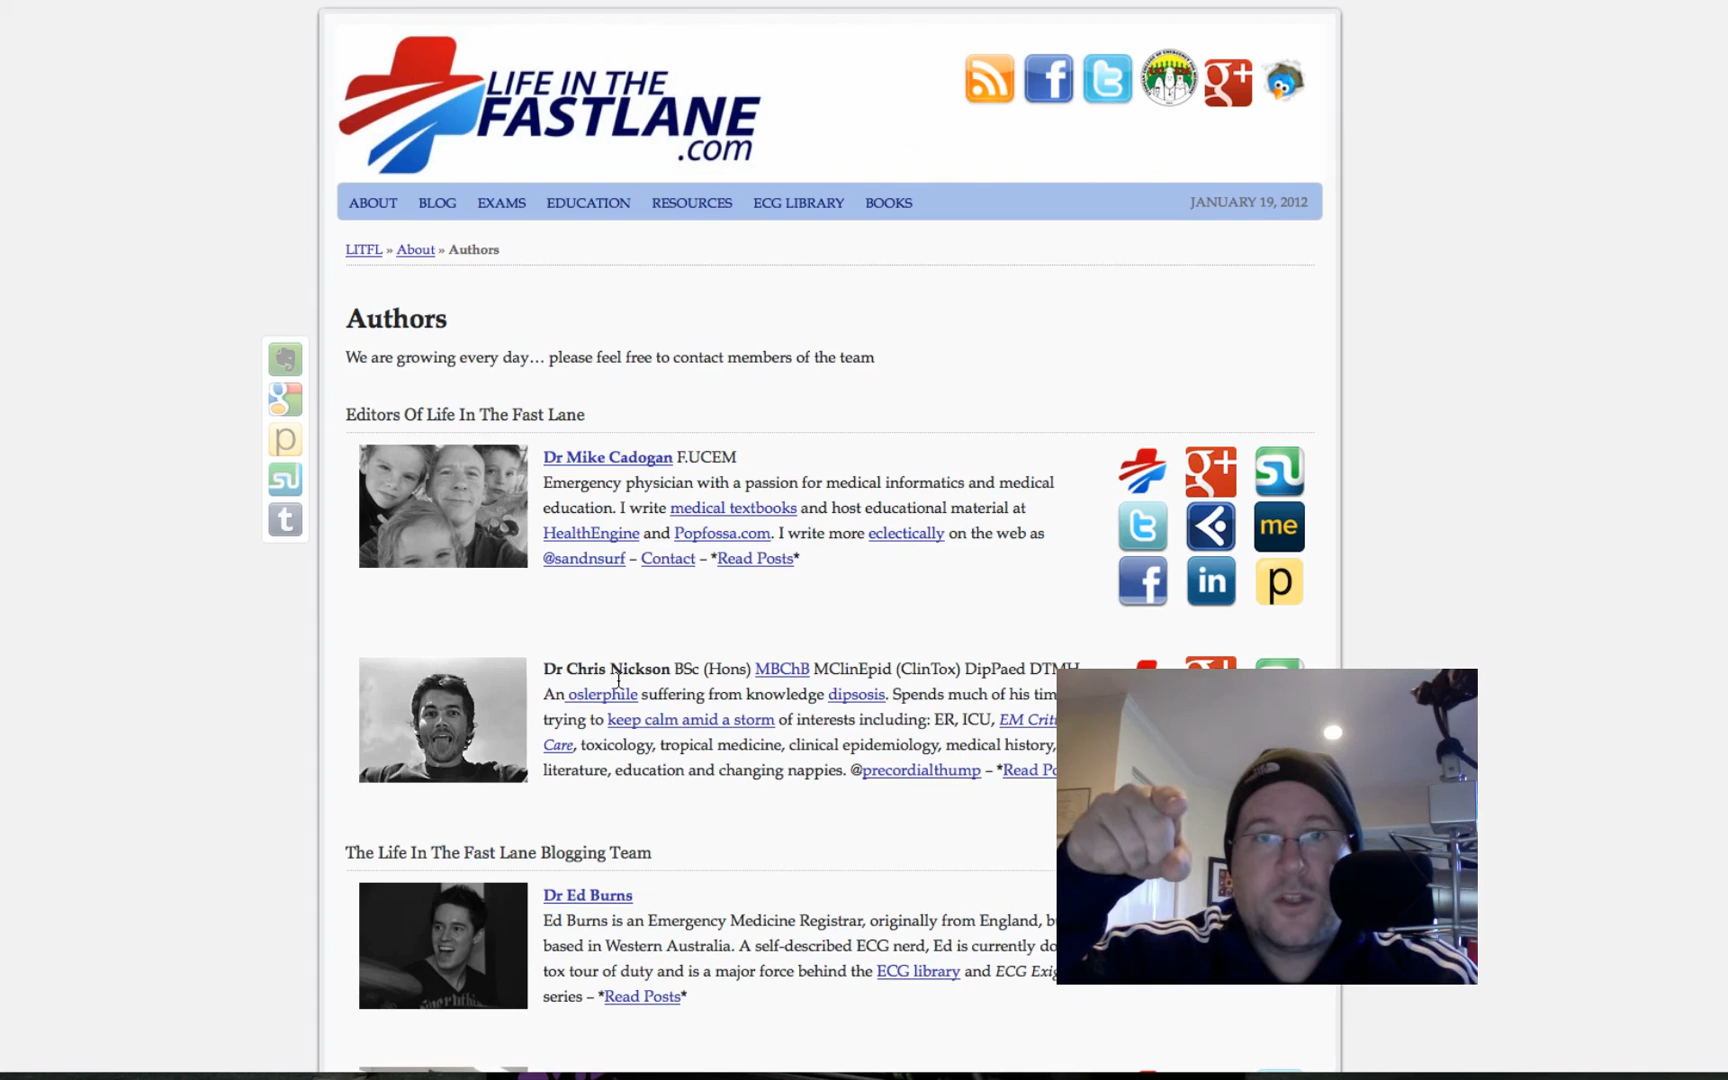 LIFE IN THE
FASTLANE
.com
f
t
g+
ABOUT BLOG EXAMS EDUCATION RESOURCES ECG LIBRARY BOOKS JANUARY 19, 2012
LITFL » About » Authors
Authors
We are growing every day… please feel free to contact members of the team
Editors Of Life In The Fast Lane
Dr Mike Cadogan F.UCEM
Emergency physician with a passion for medical informatics and medical
education. I write medical textbooks and host educational material at
HealthEngine and Popfossa.com. I write more eclectically on the web as
@sandnsurf – Contact – *Read Posts*
g+
t
me
f
in
p
Dr Chris Nickson BSc (Hons) MBChB MClinEpid (ClinTox) DipPaed DTMH
An oslerphile suffering from knowledge dipsosis. Spends much of his tim
trying to keep calm amid a storm of interests including: ER, ICU, EM Crit
Care, toxicology, tropical medicine, clinical epidemiology, medical history,
literature, education and changing nappies. @precordialthump – *Read Po
The Life In The Fast Lane Blogging Team
Dr Ed Burns
Ed Burns is an Emergency Medicine Registrar, originally from England, b
based in Western Australia. A self-described ECG nerd, Ed is currently do
tox tour of duty and is a major force behind the ECG library and ECG Exig
series – *Read Posts*
g
p
t